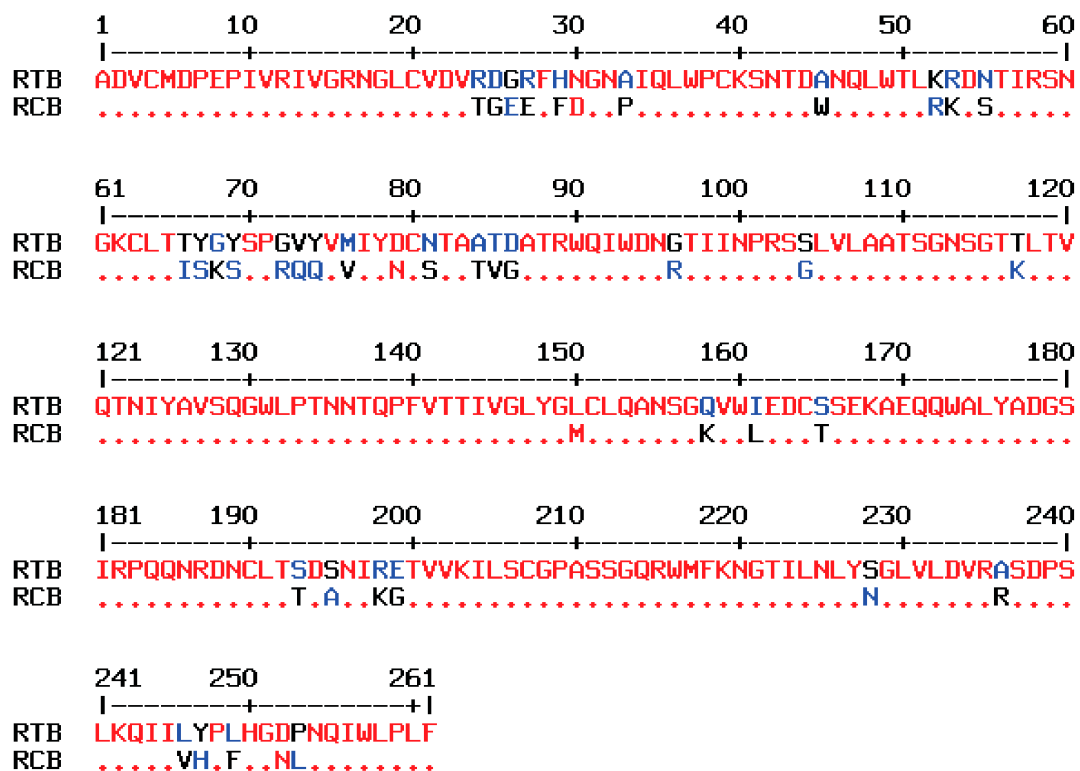 1 10 20 30 40 50 60
|--------+---------+---------+---------+---------+---------|
RTB ADVCMDPEPIVRIVGRNGLCVDVRDGRFHNGNAIQLWPCKSNTDANQLWTLKRDNTIRSN
RCB .......................TGEE.FD..P...........W......RK.S.....
61 70 80 90 100 110 120
|--------+---------+---------+---------+---------+---------|
RTB GKCLTTYGYSPGVYVMIYDCNTAATDATRWQIWDNGTIINPRSSLVLAATSGNSGTTLTV
RCB .....ISKS..RQQ.V..N.S..TVG.........R.......G............K...
121 130 140 150 160 170 180
|--------+---------+---------+---------+---------+---------|
RTB QTNIYAVSQGWLPTNNTQPFVTTIVGLYGLCLQANSGQVWIEDCSSEKAEQQWALYADGS
RCB .............................M.......K..L...T...............
181 190 200 210 220 230 240
|--------+---------+---------+---------+---------+---------|
RTB IRPQQNRDNCLTSDSNIRETVVKILSCGPASSGQRWMFKNGTILNLYSGLVLDVRASDPS
RCB ............T.A..KG............................N.......R....
241 250 261
|--------+---------+|
RTB LKQIILYPLHGDPNQIWLPLF
RCB .....VH.F..NL........